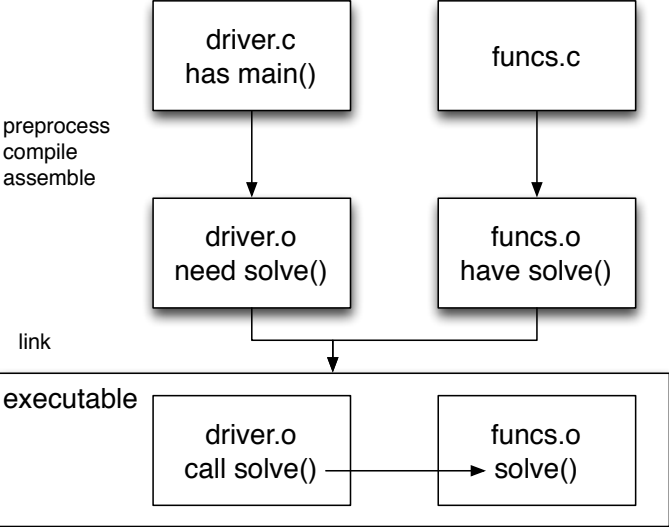 driver.c
has main()
funcs.c
preprocess
compile
assemble
driver.o
need solve()
funcs.o
have solve()
link
executable
driver.o
call solve()
funcs.o
solve()